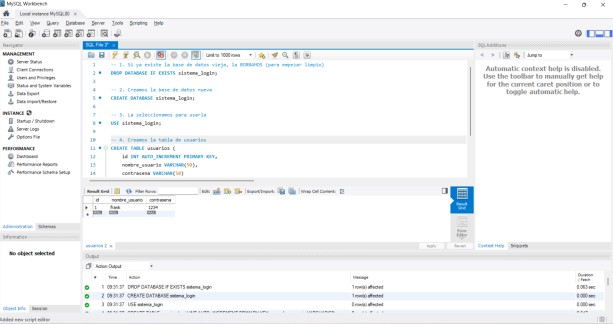 MySQL Workbench
Local instance MySQL80 ×
File Edit View Query Database Server Tools Scripting Help
Navigator
MANAGEMENT
Server Status
Client Connections
Users and Privileges
Status and System Variables
Data Export
Data Import/Restore
INSTANCE
Startup / Shutdown
Server Logs
Options File
PERFORMANCE
Dashboard
Performance Reports
Performance Schema Setup
Administration Schemas
Information
No object selected
Object Info Session
SQL File 3* ×
Limit to 1000 rows
1 -- 1. Si ya existe la base de datos vieja, la BORRAMOS (para empezar limpio)
2 DROP DATABASE IF EXISTS sistema_login;
3
4 -- 2. Creamos la base de datos nueva
5 CREATE DATABASE sistema_login;
6
7 -- 3. La seleccionamos para usarla
8 USE sistema_login;
9
10 -- 4. Creamos la tabla de usuarios
11 CREATE TABLE usuarios (
12 id INT AUTO_INCREMENT PRIMARY KEY,
13 nombre_usuario VARCHAR(50),
14 contrasena VARCHAR(50)
Result Grid Filter Rows: Edit: Export/Import: Wrap Cell Content:
id nombre_usuario contrasena
1 frank 1234
NULL NULL NULL
Result Grid
Form Editor
usuarios 2 × Apply Revert
Output
Action Output
# Time Action Message Duration / Fetch
1 09:31:37 DROP DATABASE IF EXISTS sistema_login 1 row(s) affected 0.063 sec
2 09:31:37 CREATE DATABASE sistema_login 1 row(s) affected 0.000 sec
3 09:31:37 USE sistema_login 0 row(s) affected 0.000 sec
SQLAdditions
Jump to
Automatic context help is disabled. Use the toolbar to manually get help for the current caret position or to toggle automatic help.
Context Help Snippets
Added new script editor